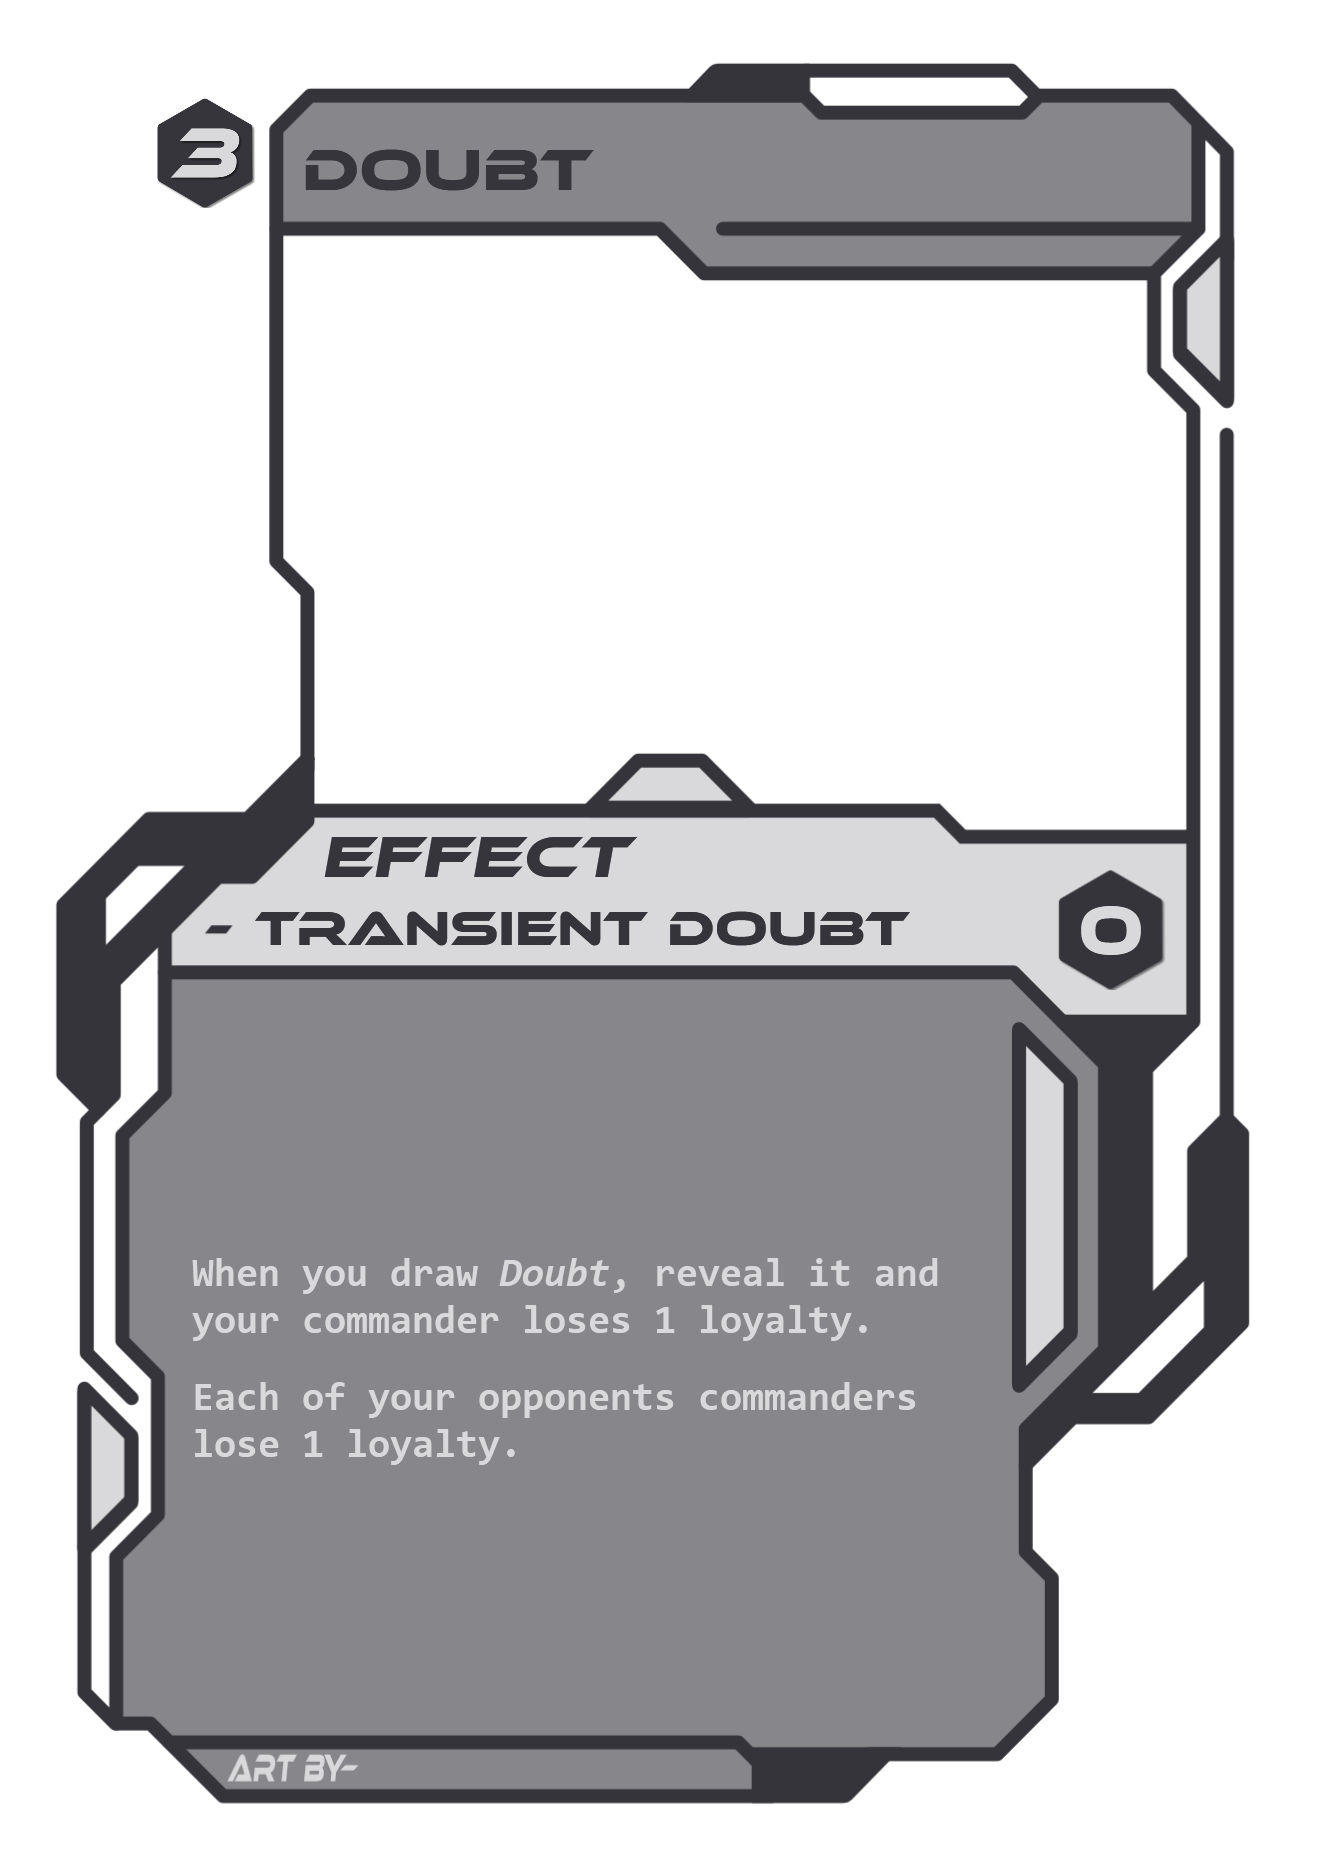 3
DOUBT
EFFECT
- TRANSIENT DOUBT
0
When you draw Doubt, reveal it and
your commander loses 1 loyalty.
Each of your opponents commanders
lose 1 loyalty.
ART BY-